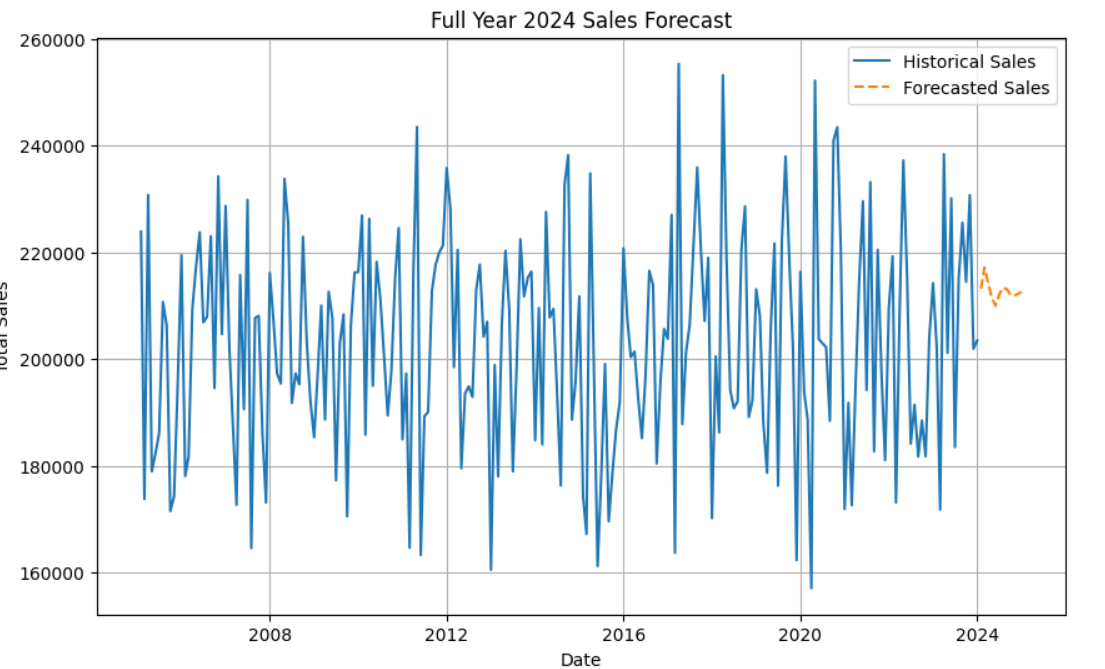 Full Year 2024 Sales Forecast
Historical Sales
Forecasted Sales
260000
240000
220000
200000
180000
160000
Total Sales
2008
2012
2016
2020
2024
Date